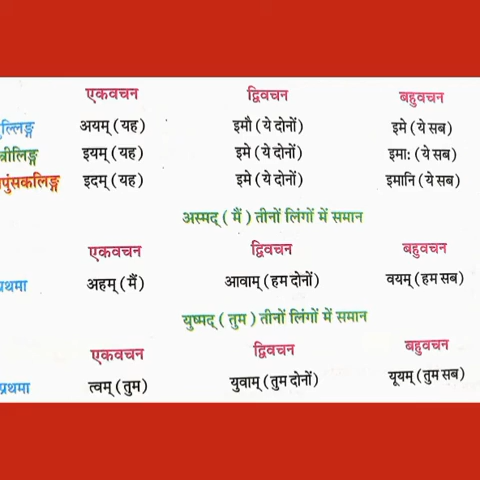 एकवचन द्विवचन बहुवचन
ुल्लिङ्ग अयम् (यह) इमौ (ये दोनों) इमे (ये सब)
त्रीलिङ्ग इयम् (यह) इमे (ये दोनों) इमाः (ये सब)
पुंसकलिङ्ग इदम् (यह) इमे (ये दोनों) इमानि (ये सब)
अस्मद् ( मैं ) तीनों लिंगों में समान
एकवचन द्विवचन बहुवचन
प्रथमा अहम् (मैं ) आवाम् (हम दोनों) वयम् (हम सब)
युष्मद् ( तुम ) तीनों लिंगों में समान
एकवचन द्विवचन बहुवचन
प्रथमा त्वम् (तुम) युवाम् (तुम दोनों) यूयम् (तुम सब)